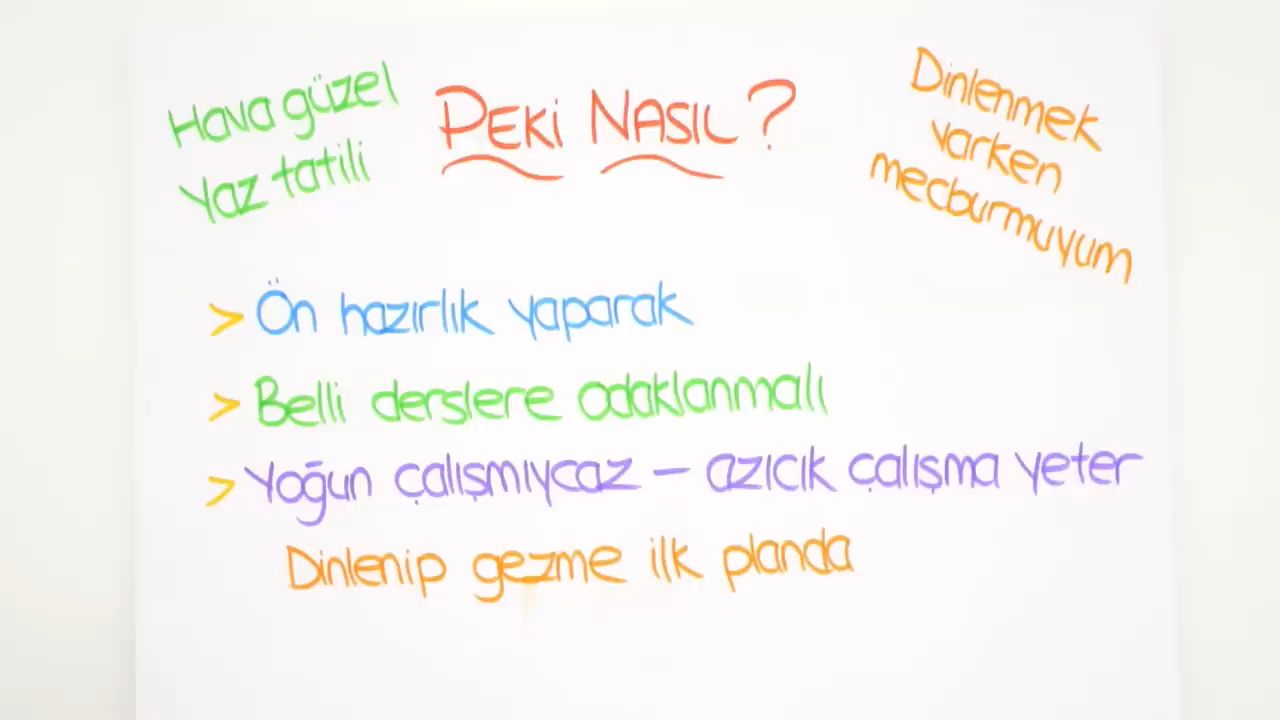 Hava güzel
Yaz tatili
PEKİ NASIL ?
Dinlenmek
varken
mecburmuyum
> Ön hazırlık yaparak
> Belli derslere odaklanmalı
> Yoğun çalışmıycaz – azıcık çalışma yeter
Dinlenip gezme ilk planda